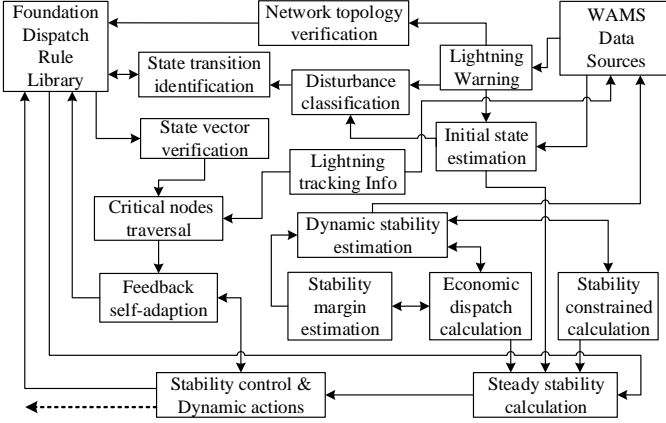 Foundation
Dispatch
Rule
Library
Network topology
verification
WAMS
Data
Sources
State transition
identification
Disturbance
classification
Lightning
Warning
State vector
verification
Initial state
estimation
Lightning
tracking Info
Critical nodes
traversal
Dynamic stability
estimation
Feedback
self-adaption
Stability
margin
estimation
Economic
dispatch
calculation
Stability
constrained
calculation
Stability control &
Dynamic actions
Steady stability
calculation